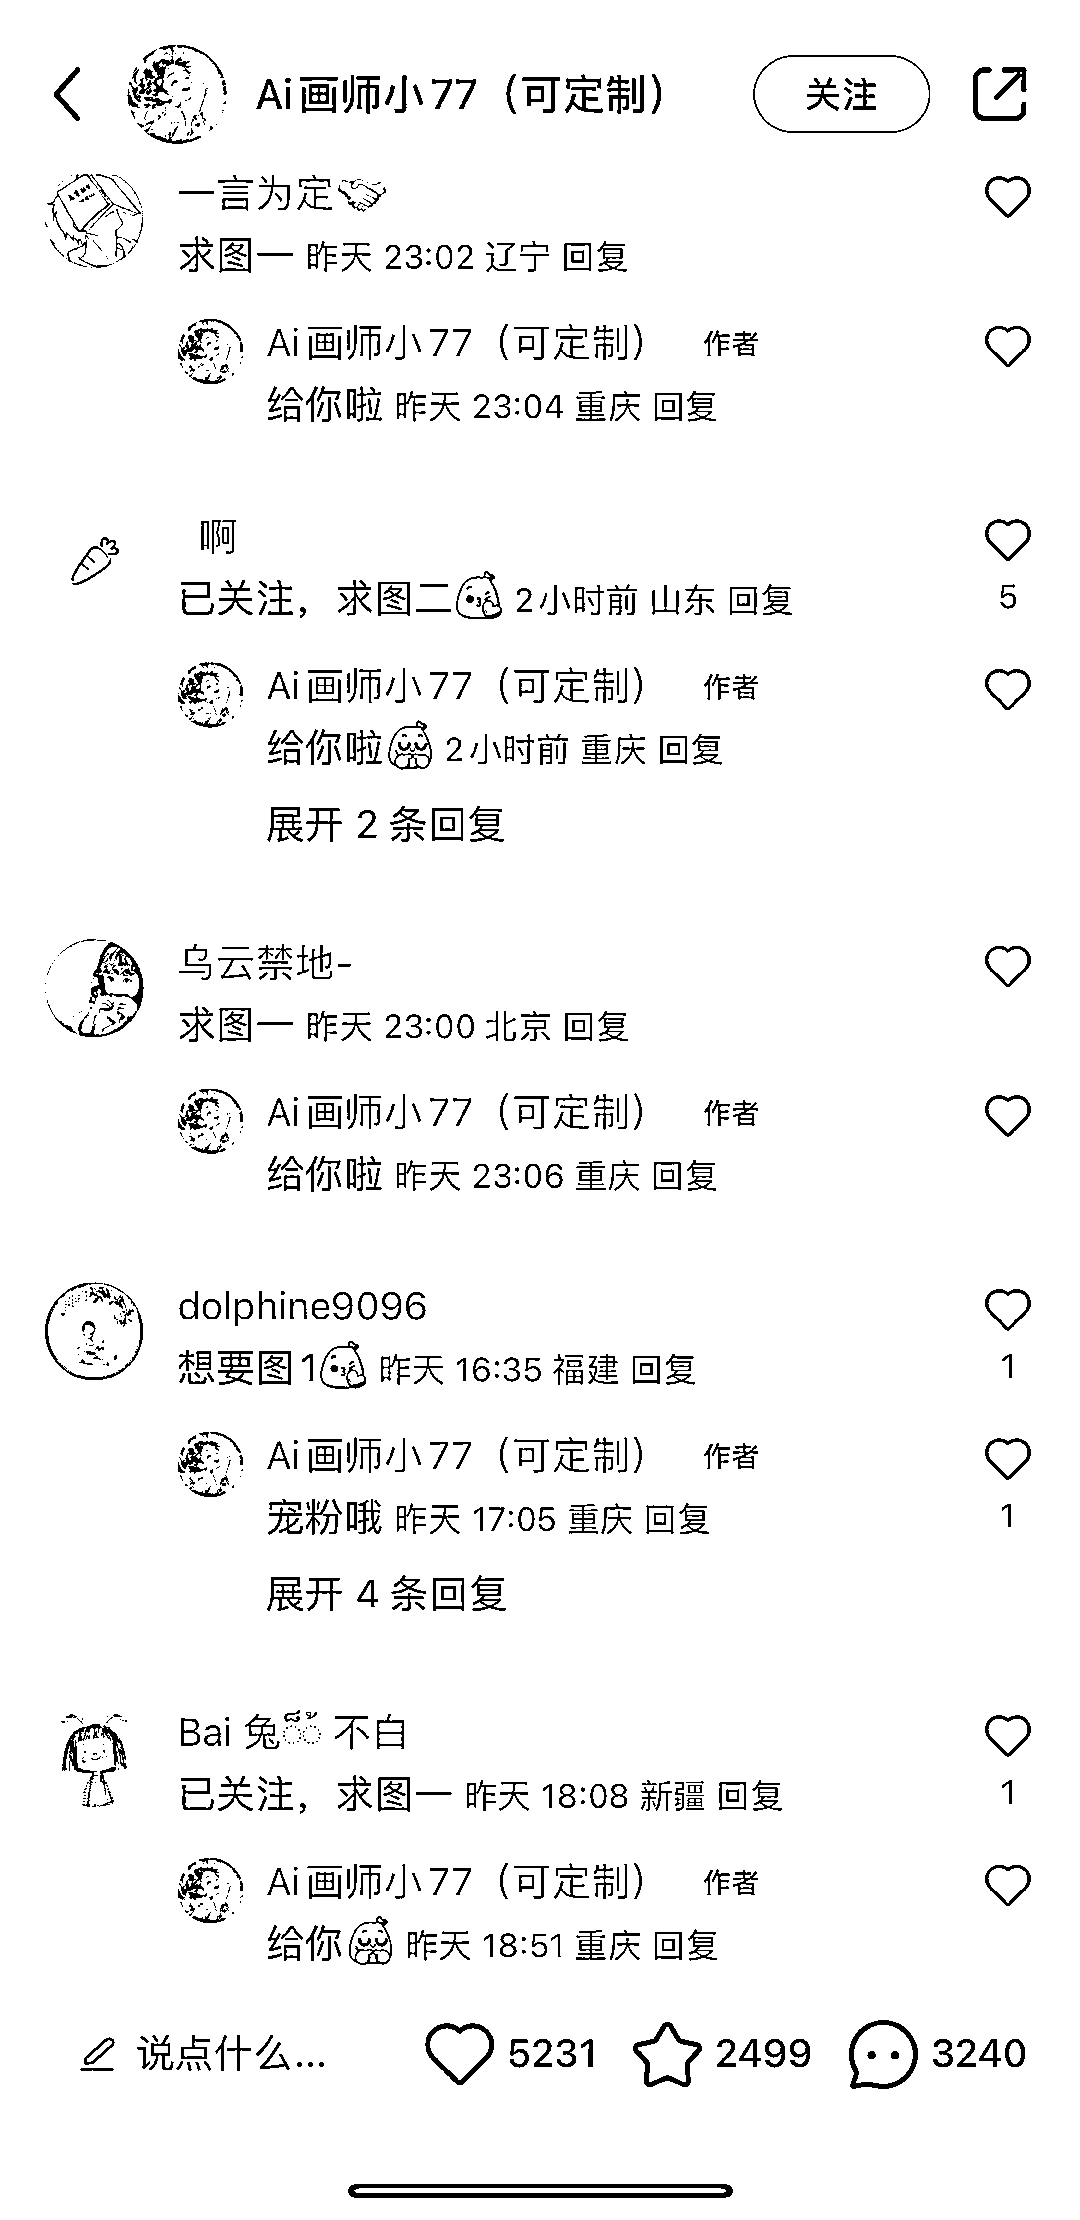 Ai画师小77（可定制）
关注
一言为定🤝
求图一 昨天 23:02 辽宁 回复
Ai画师小77（可定制） 作者
给你啦 昨天 23:04 重庆 回复
啊
已关注，求图二 2小时前 山东 回复
5
Ai画师小77（可定制） 作者
给你啦 2小时前 重庆 回复
展开 2 条回复
乌云禁地-
求图一 昨天 23:00 北京 回复
Ai画师小77（可定制） 作者
给你啦 昨天 23:06 重庆 回复
dolphine9096
想要图1 昨天 16:35 福建 回复
1
Ai画师小77（可定制） 作者
宠粉哦 昨天 17:05 重庆 回复
1
展开 4 条回复
Bai 兔 不白
已关注，求图一 昨天 18:08 新疆 回复
1
Ai画师小77（可定制） 作者
给你 昨天 18:51 重庆 回复
说点什么... 5231 2499 3240